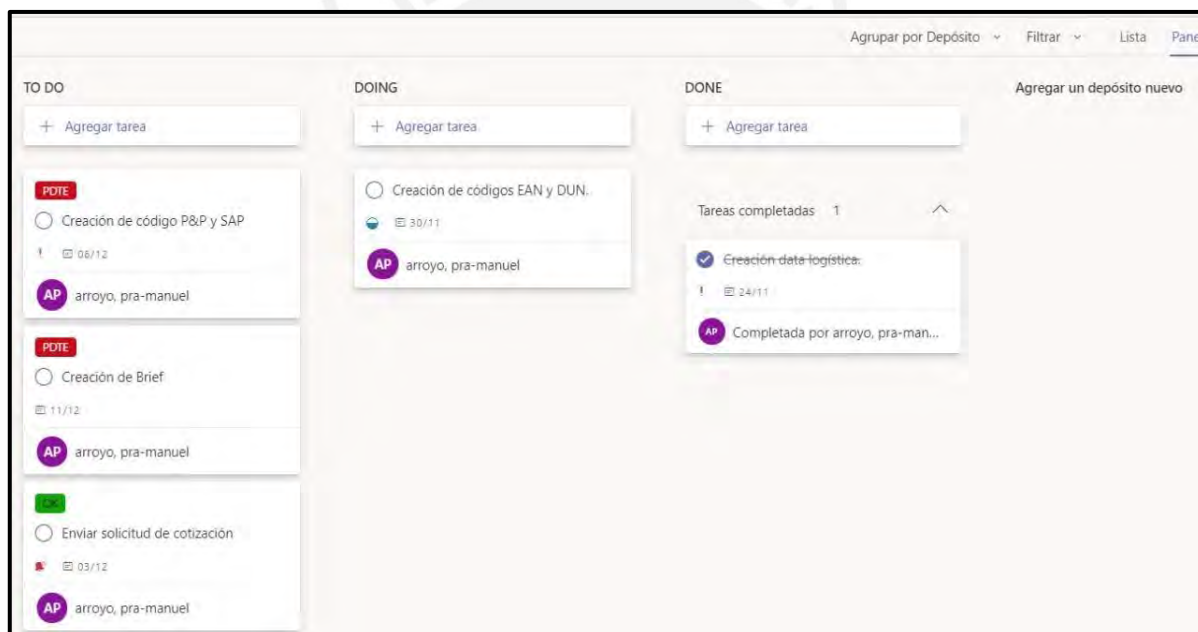 Agrupar por Depósito Filtrar Lista Pane
TO DO
+ Agregar tarea
PDTE
Creación de código P&P y SAP
! 08/12
AP arroyo, pra-manuel
PDTE
Creación de Brief
11/12
AP arroyo, pra-manuel
OK
Enviar solicitud de cotización
03/12
AP arroyo, pra-manuel
DOING
+ Agregar tarea
Creación de códigos EAN y DUN.
30/11
AP arroyo, pra-manuel
DONE
+ Agregar tarea
Tareas completadas 1
Creación data logística.
! 24/11
AP Completada por arroyo, pra-man...
Agregar un depósito nuevo